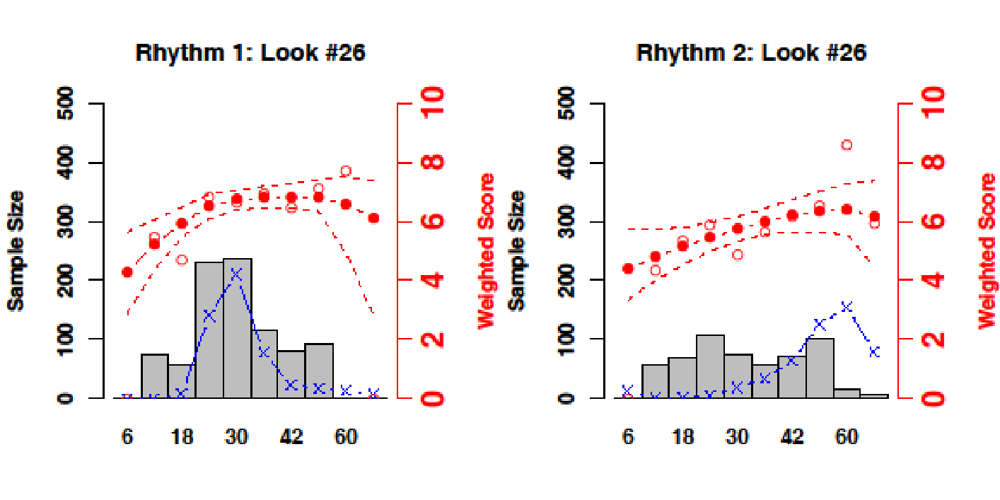 Rhythm 1: Look #26
Sample Size
0 100 200 300 400 500
6 18 30 42 60
0 2 4 6 8 10
Weighted Score
Rhythm 2: Look #26
Sample Size
0 100 200 300 400 500
6 18 30 42 60
0 2 4 6 8 10
Weighted Score